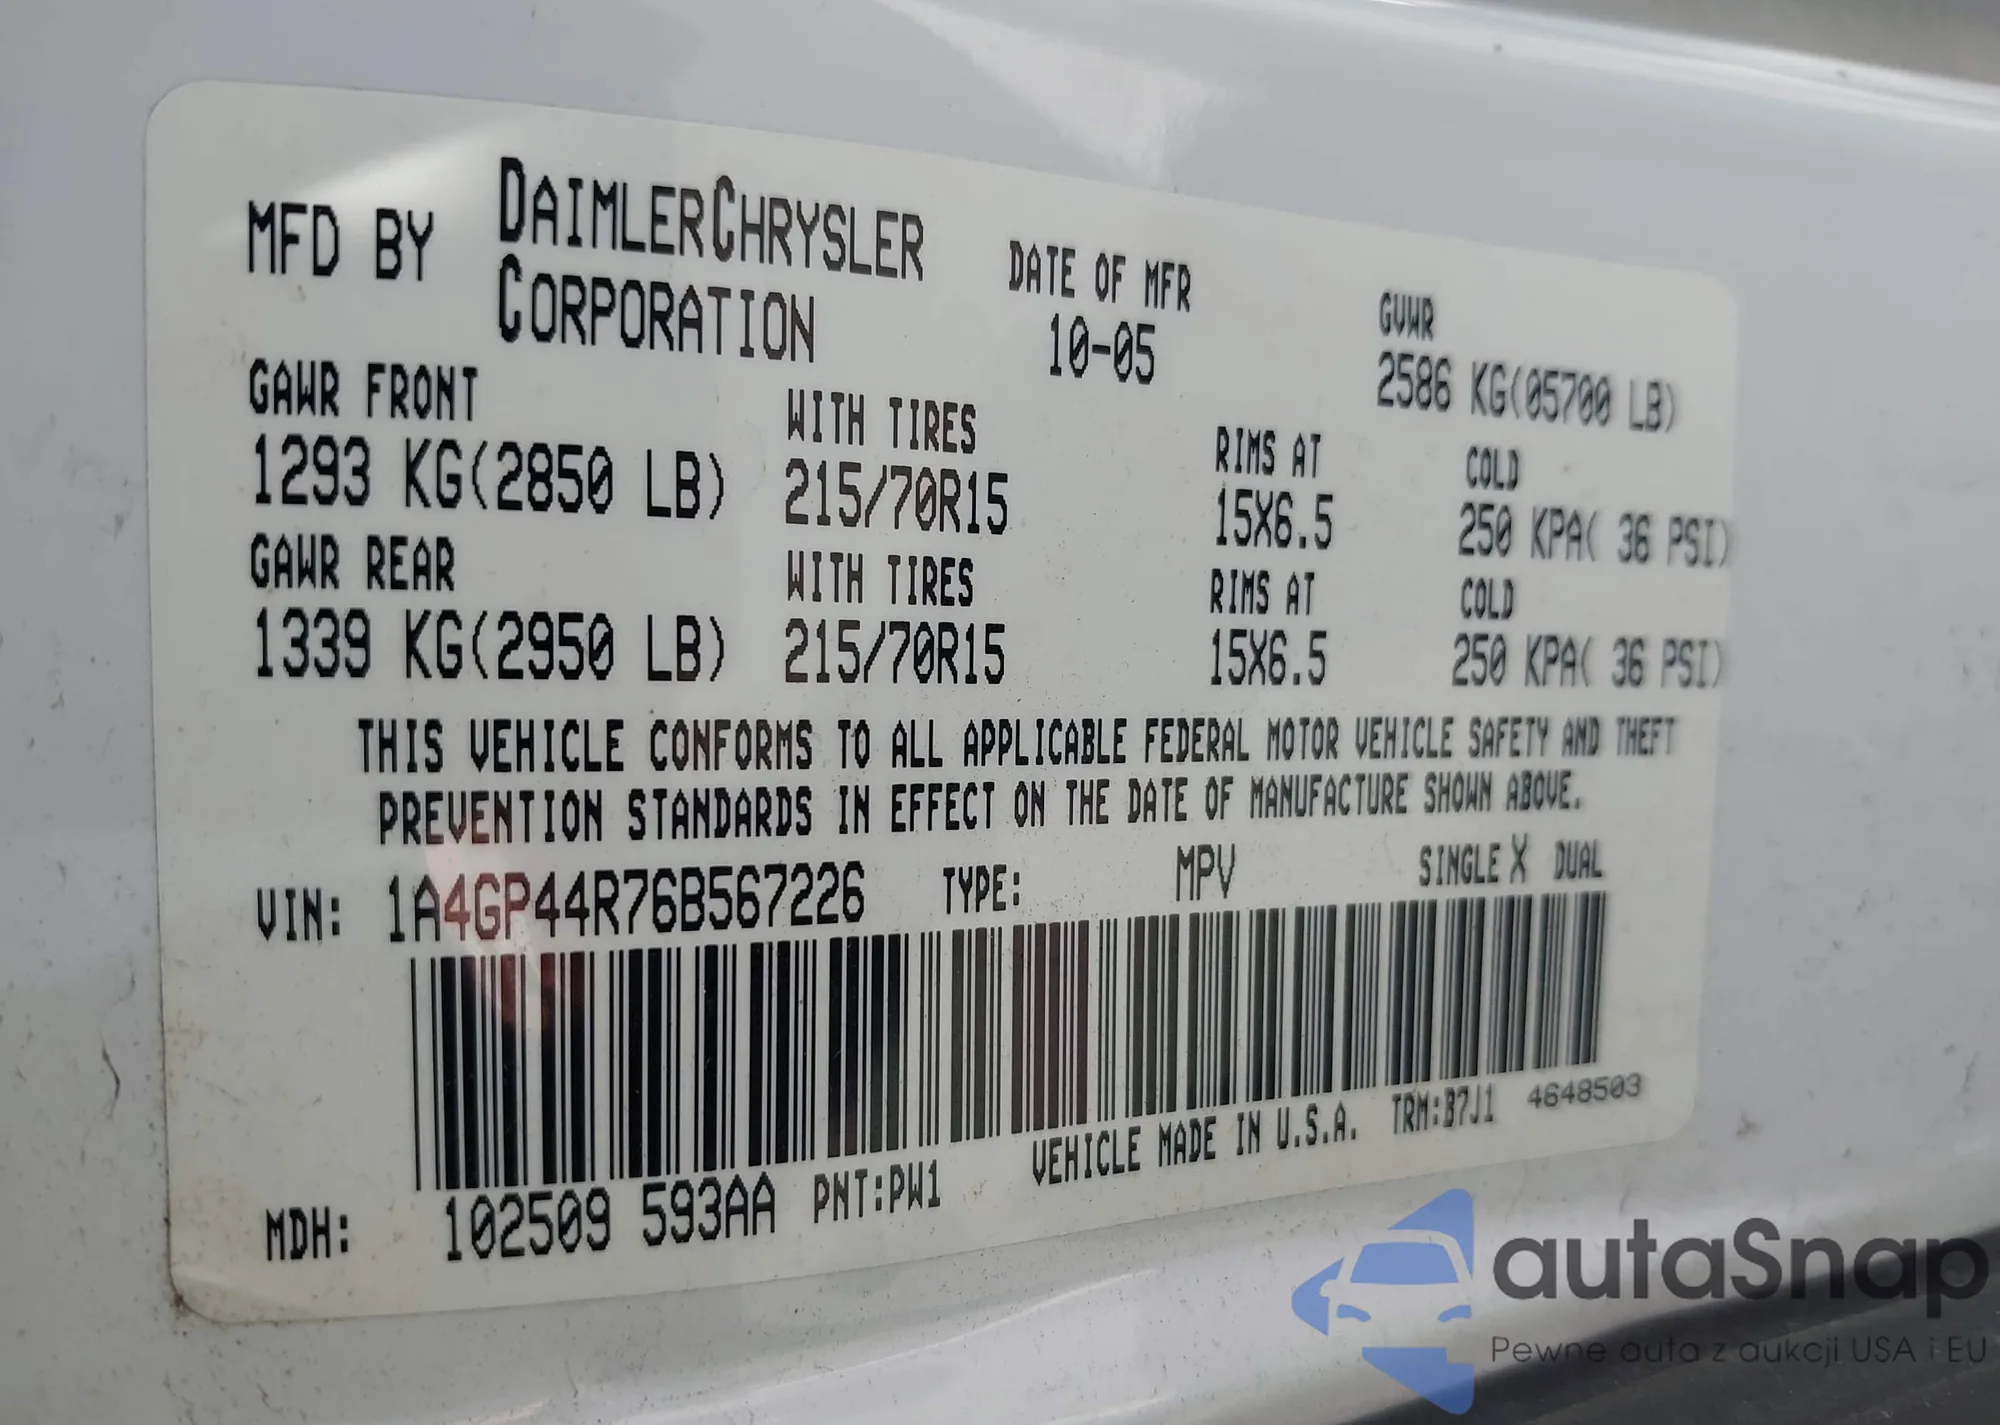 MFD BY DAIMLERCHRYSLER CORPORATION
DATE OF MFR 10-05
GVWR 2586 KG(05700 LB)
GAWR FRONT WITH TIRES RIMS AT COLD
1293 KG(2850 LB) 215/70R15 15X6.5 250 KPA( 36 PSI)
GAWR REAR WITH TIRES RIMS AT COLD
1339 KG(2950 LB) 215/70R15 15X6.5 250 KPA( 36 PSI)
THIS VEHICLE CONFORMS TO ALL APPLICABLE FEDERAL MOTOR VEHICLE SAFETY AND THEFT
PREVENTION STANDARDS IN EFFECT ON THE DATE OF MANUFACTURE SHOWN ABOVE.
VIN: 1A4GP44R76B567226 TYPE: MPV SINGLE X DUAL
MDH: 102509 593AA PNT:PW1 VEHICLE MADE IN U.S.A. TRM:B7J1 4648503
autaSnap
Pewne auta z aukcji USA i EU